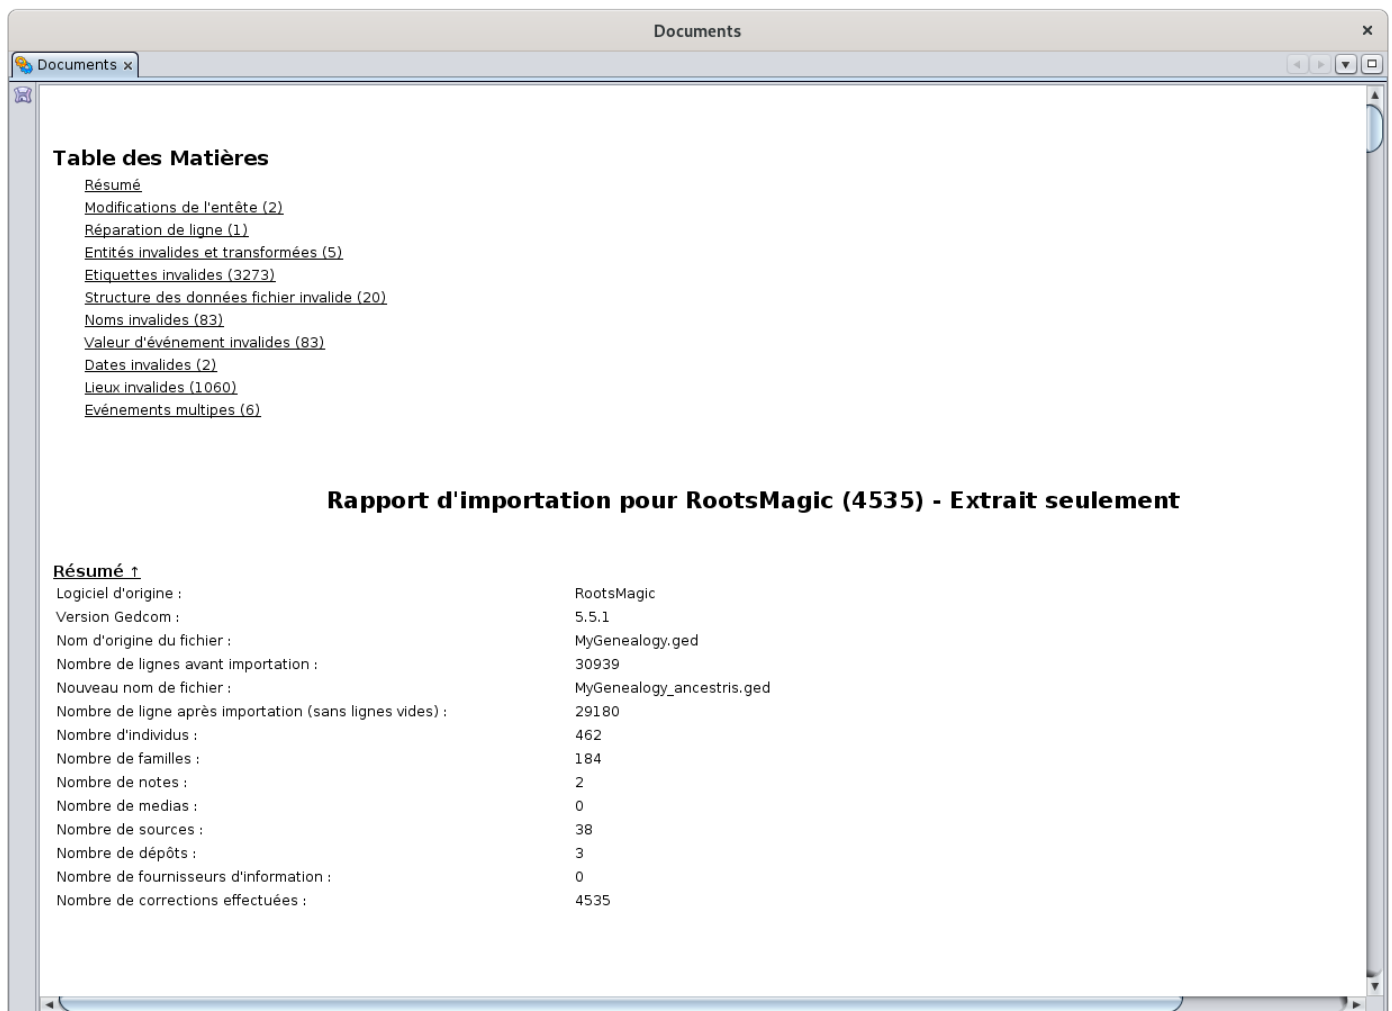 Documents
Documents
Table des Matières
Résumé
Modifications de l'entête (2)
Réparation de ligne (1)
Entités invalides et transformées (5)
Etiquettes invalides (3273)
Structure des données fichier invalide (20)
Noms invalides (83)
Valeur d'événement invalides (83)
Dates invalides (2)
Lieux invalides (1060)
Evénements multipes (6)
Rapport d'importation pour RootsMagic (4535) - Extrait seulement
Résumé ↑
Logiciel d'origine : RootsMagic
Version Gedcom : 5.5.1
Nom d'origine du fichier : MyGenealogy.ged
Nombre de lignes avant importation : 30939
Nouveau nom de fichier : MyGenealogy_ancestris.ged
Nombre de ligne après importation (sans lignes vides) : 29180
Nombre d'individus : 462
Nombre de familles : 184
Nombre de notes : 2
Nombre de medias : 0
Nombre de sources : 38
Nombre de dépôts : 3
Nombre de fournisseurs d'information : 0
Nombre de corrections effectuées : 4535